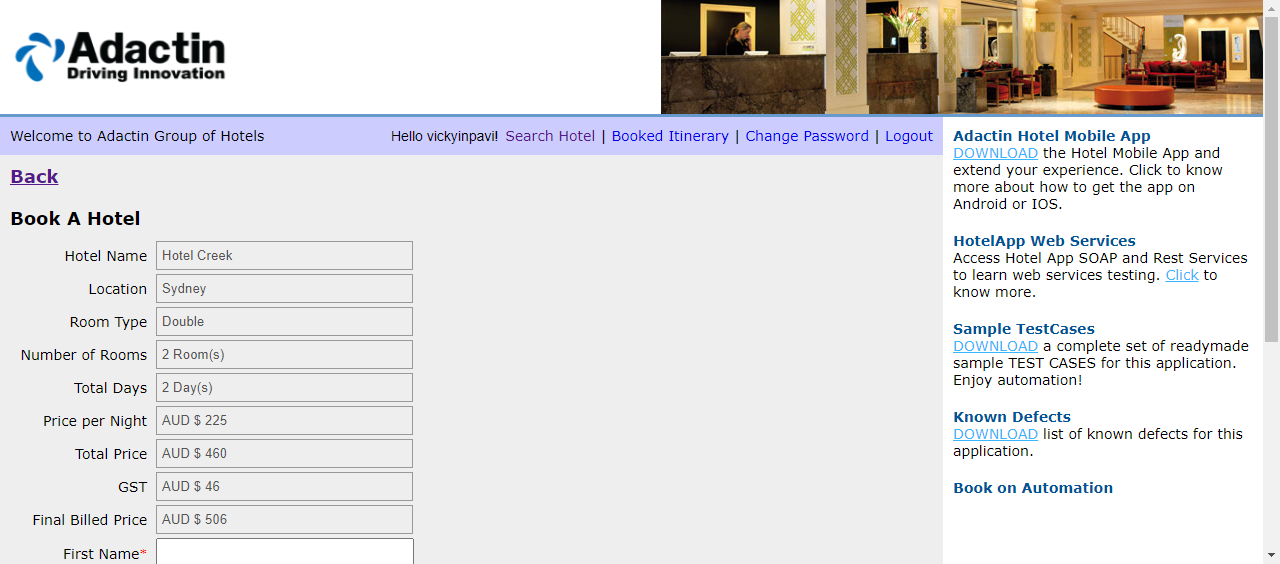 Adactin
Driving Innovation
Welcome to Adactin Group of Hotels
Hello vickyinpavi! Search Hotel | Booked Itinerary | Change Password | Logout
Back
Book A Hotel
Hotel Name Hotel Creek
Location Sydney
Room Type Double
Number of Rooms 2 Room(s)
Total Days 2 Day(s)
Price per Night AUD $ 225
Total Price AUD $ 460
GST AUD $ 46
Final Billed Price AUD $ 506
First Name*
Adactin Hotel Mobile App
DOWNLOAD the Hotel Mobile App and
extend your experience. Click to know
more about how to get the app on
Android or IOS.
HotelApp Web Services
Access Hotel App SOAP and Rest Services
to learn web services testing. Click to
know more.
Sample TestCases
DOWNLOAD a complete set of readymade
sample TEST CASES for this application.
Enjoy automation!
Known Defects
DOWNLOAD list of known defects for this
application.
Book on Automation